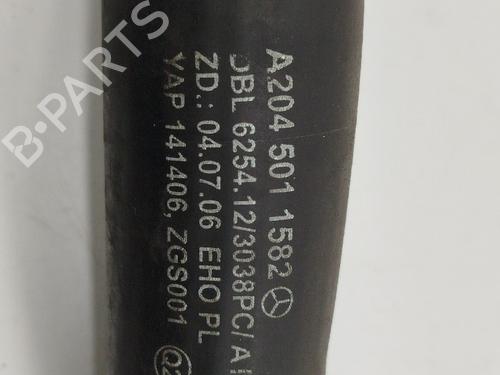 A204 501 1582
DBL 6254.12/3038PC/A
ZD.: 04.07.06 EHO PL
YAP 141406, ZGS001
B-PARTS